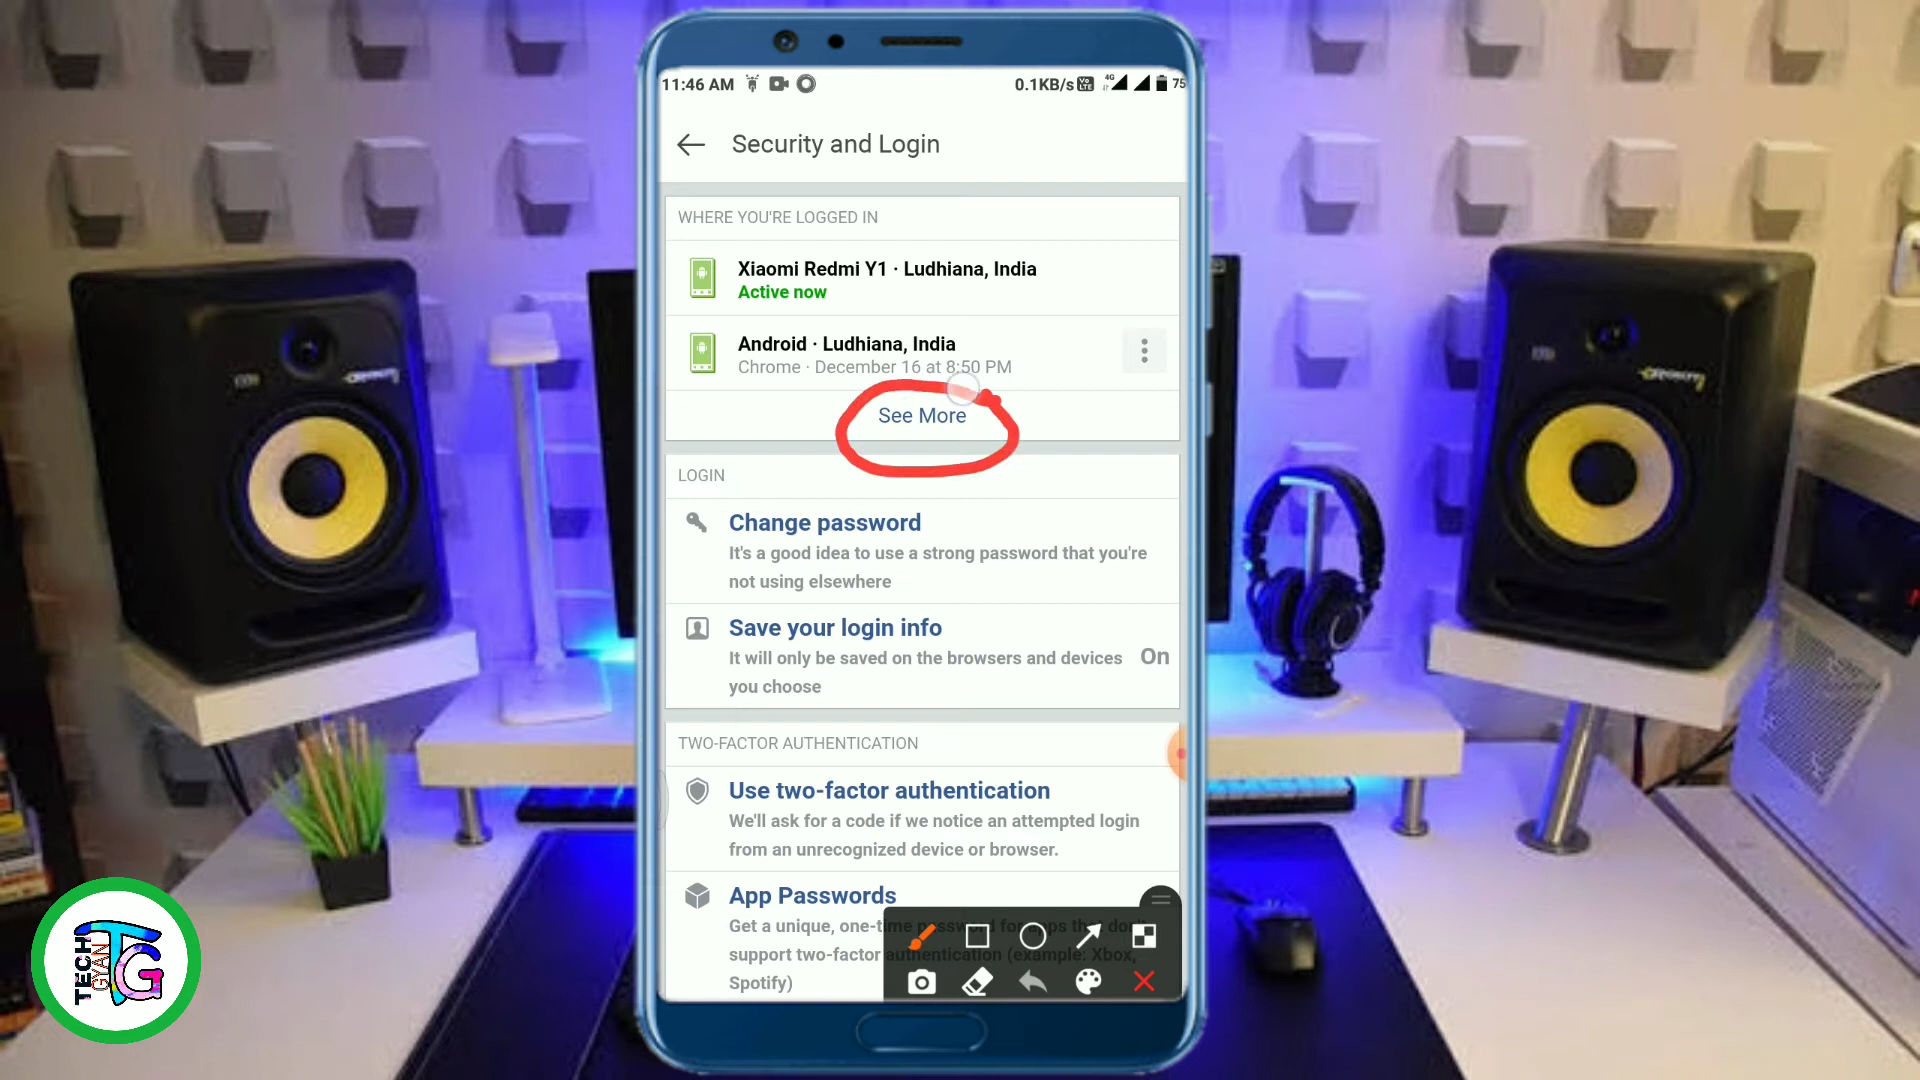 11:46 AM
0.1KB/s
Vo LTE
4G
75
Security and Login
WHERE YOU'RE LOGGED IN
Xiaomi Redmi Y1 · Ludhiana, India
Active now
Android · Ludhiana, India
Chrome · December 16 at 8:50 PM
See More
LOGIN
Change password
It's a good idea to use a strong password that you're
not using elsewhere
Save your login info
It will only be saved on the browsers and devices
you choose
On
TWO-FACTOR AUTHENTICATION
Use two-factor authentication
We'll ask for a code if we notice an attempted login
from an unrecognized device or browser.
App Passwords
Get a unique, one-time password for apps that don't
support two-factor authentication (example: Xbox,
Spotify)
TECH
GYAN
TG